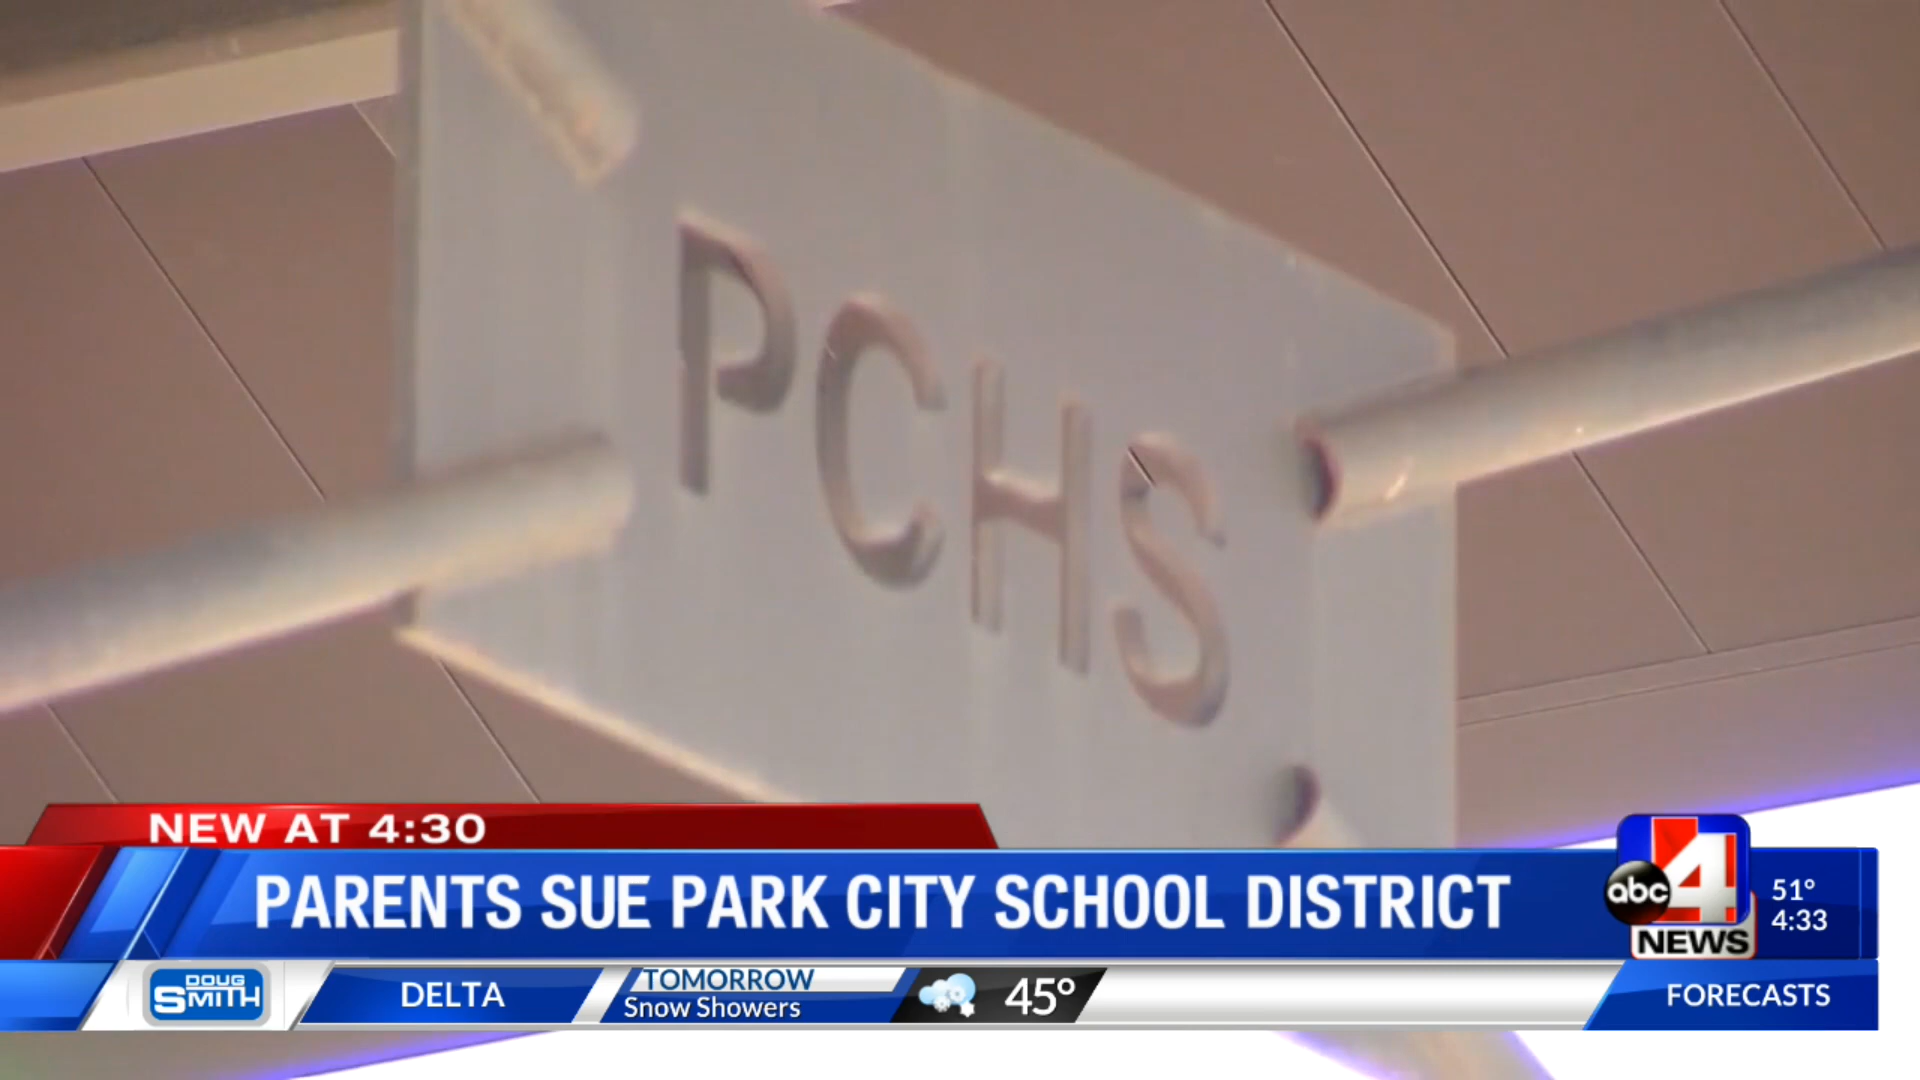 PCHS
NEW AT 4:30
PARENTS SUE PARK CITY SCHOOL DISTRICT
abc 4 NEWS
51°
4:33
DOUG SMITH
DELTA
TOMORROW
Snow Showers
45°
FORECASTS